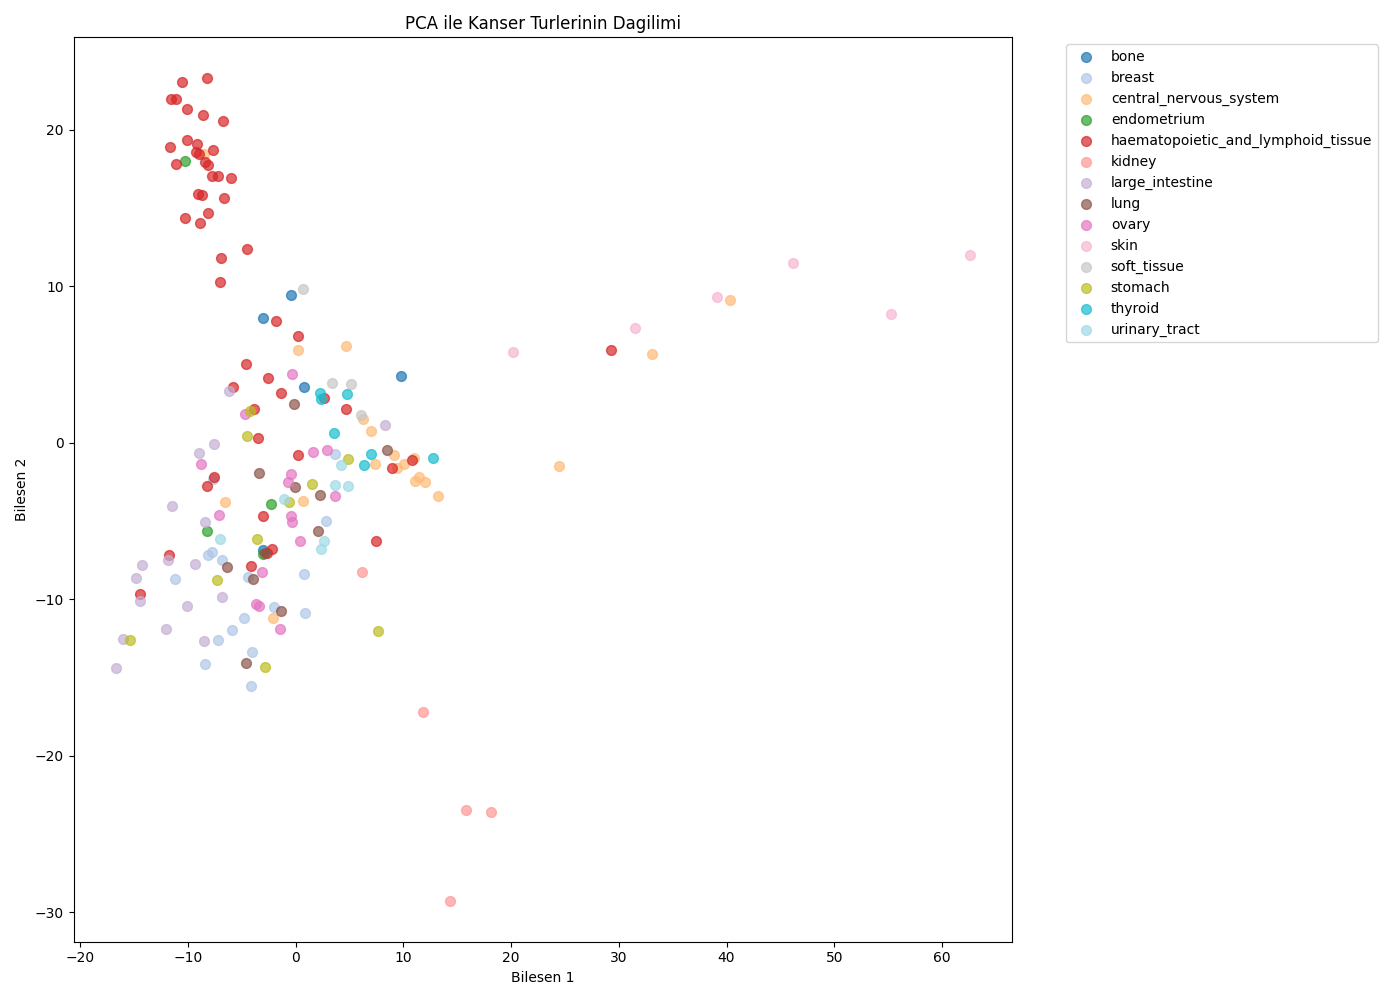 PCA ile Kanser Turlerinin Dagilimi
bone
breast
central_nervous_system
endometrium
haematopoietic_and_lymphoid_tissue
kidney
large_intestine
lung
ovary
skin
soft_tissue
stomach
thyroid
urinary_tract
20
10
0
−10
−20
−30
Bilesen 2
−20
−10
0
10
20
30
40
50
60
Bilesen 1